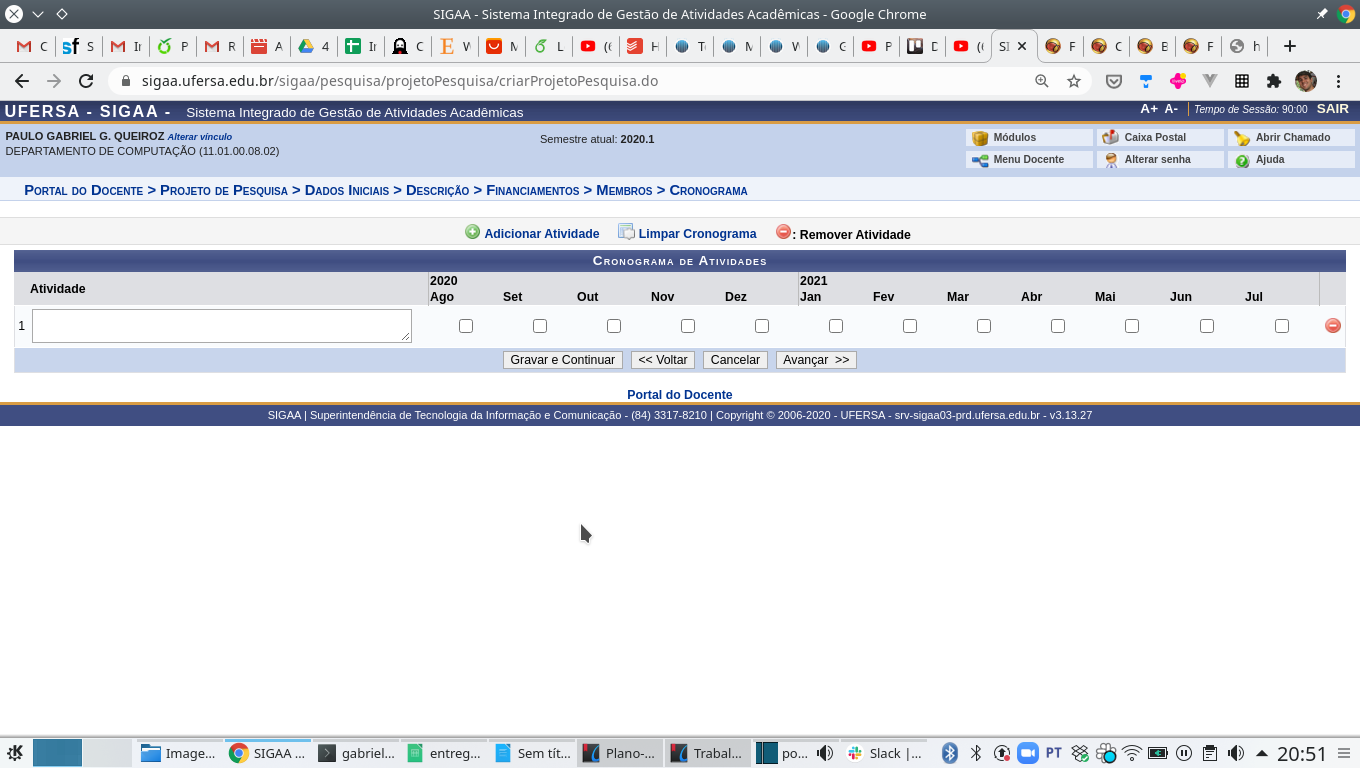 SIGAA - Sistema Integrado de Gestão de Atividades Acadêmicas - Google Chrome
sigaa.ufersa.edu.br/sigaa/pesquisa/projetoPesquisa/criarProjetoPesquisa.do
UFERSA - SIGAA - Sistema Integrado de Gestão de Atividades Acadêmicas
A+ A- Tempo de Sessão: 90:00 SAIR
PAULO GABRIEL G. QUEIROZ Alterar vínculo
DEPARTAMENTO DE COMPUTAÇÃO (11.01.00.08.02)
Semestre atual: 2020.1
Módulos Caixa Postal Abrir Chamado
Menu Docente Alterar senha Ajuda
Portal do Docente > Projeto de Pesquisa > Dados Iniciais > Descrição > Financiamentos > Membros > Cronograma
Adicionar Atividade Limpar Cronograma : Remover Atividade
Cronograma de Atividades
2020 2021
Atividade Ago Set Out Nov Dez Jan Fev Mar Abr Mai Jun Jul
1
Gravar e Continuar << Voltar Cancelar Avançar >>
Portal do Docente
SIGAA | Superintendência de Tecnologia da Informação e Comunicação - (84) 3317-8210 | Copyright © 2006-2020 - UFERSA - srv-sigaa03-prd.ufersa.edu.br - v3.13.27
Image... SIGAA ... gabriel... entreg... Sem tít... Plano-... Trabal... po... Slack |... PT 20:51